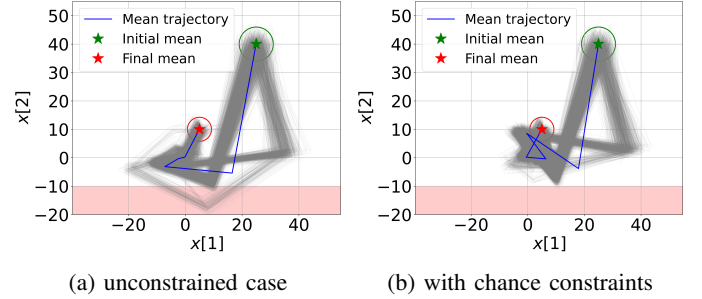 Mean trajectory
Initial mean
Final mean
50
40
30
20
10
0
−10
−20
x[2]
−20 0 20 40
x[1]
(a) unconstrained case
Mean trajectory
Initial mean
Final mean
50
40
30
20
10
0
−10
−20
x[2]
−20 0 20 40
x[1]
(b) with chance constraints